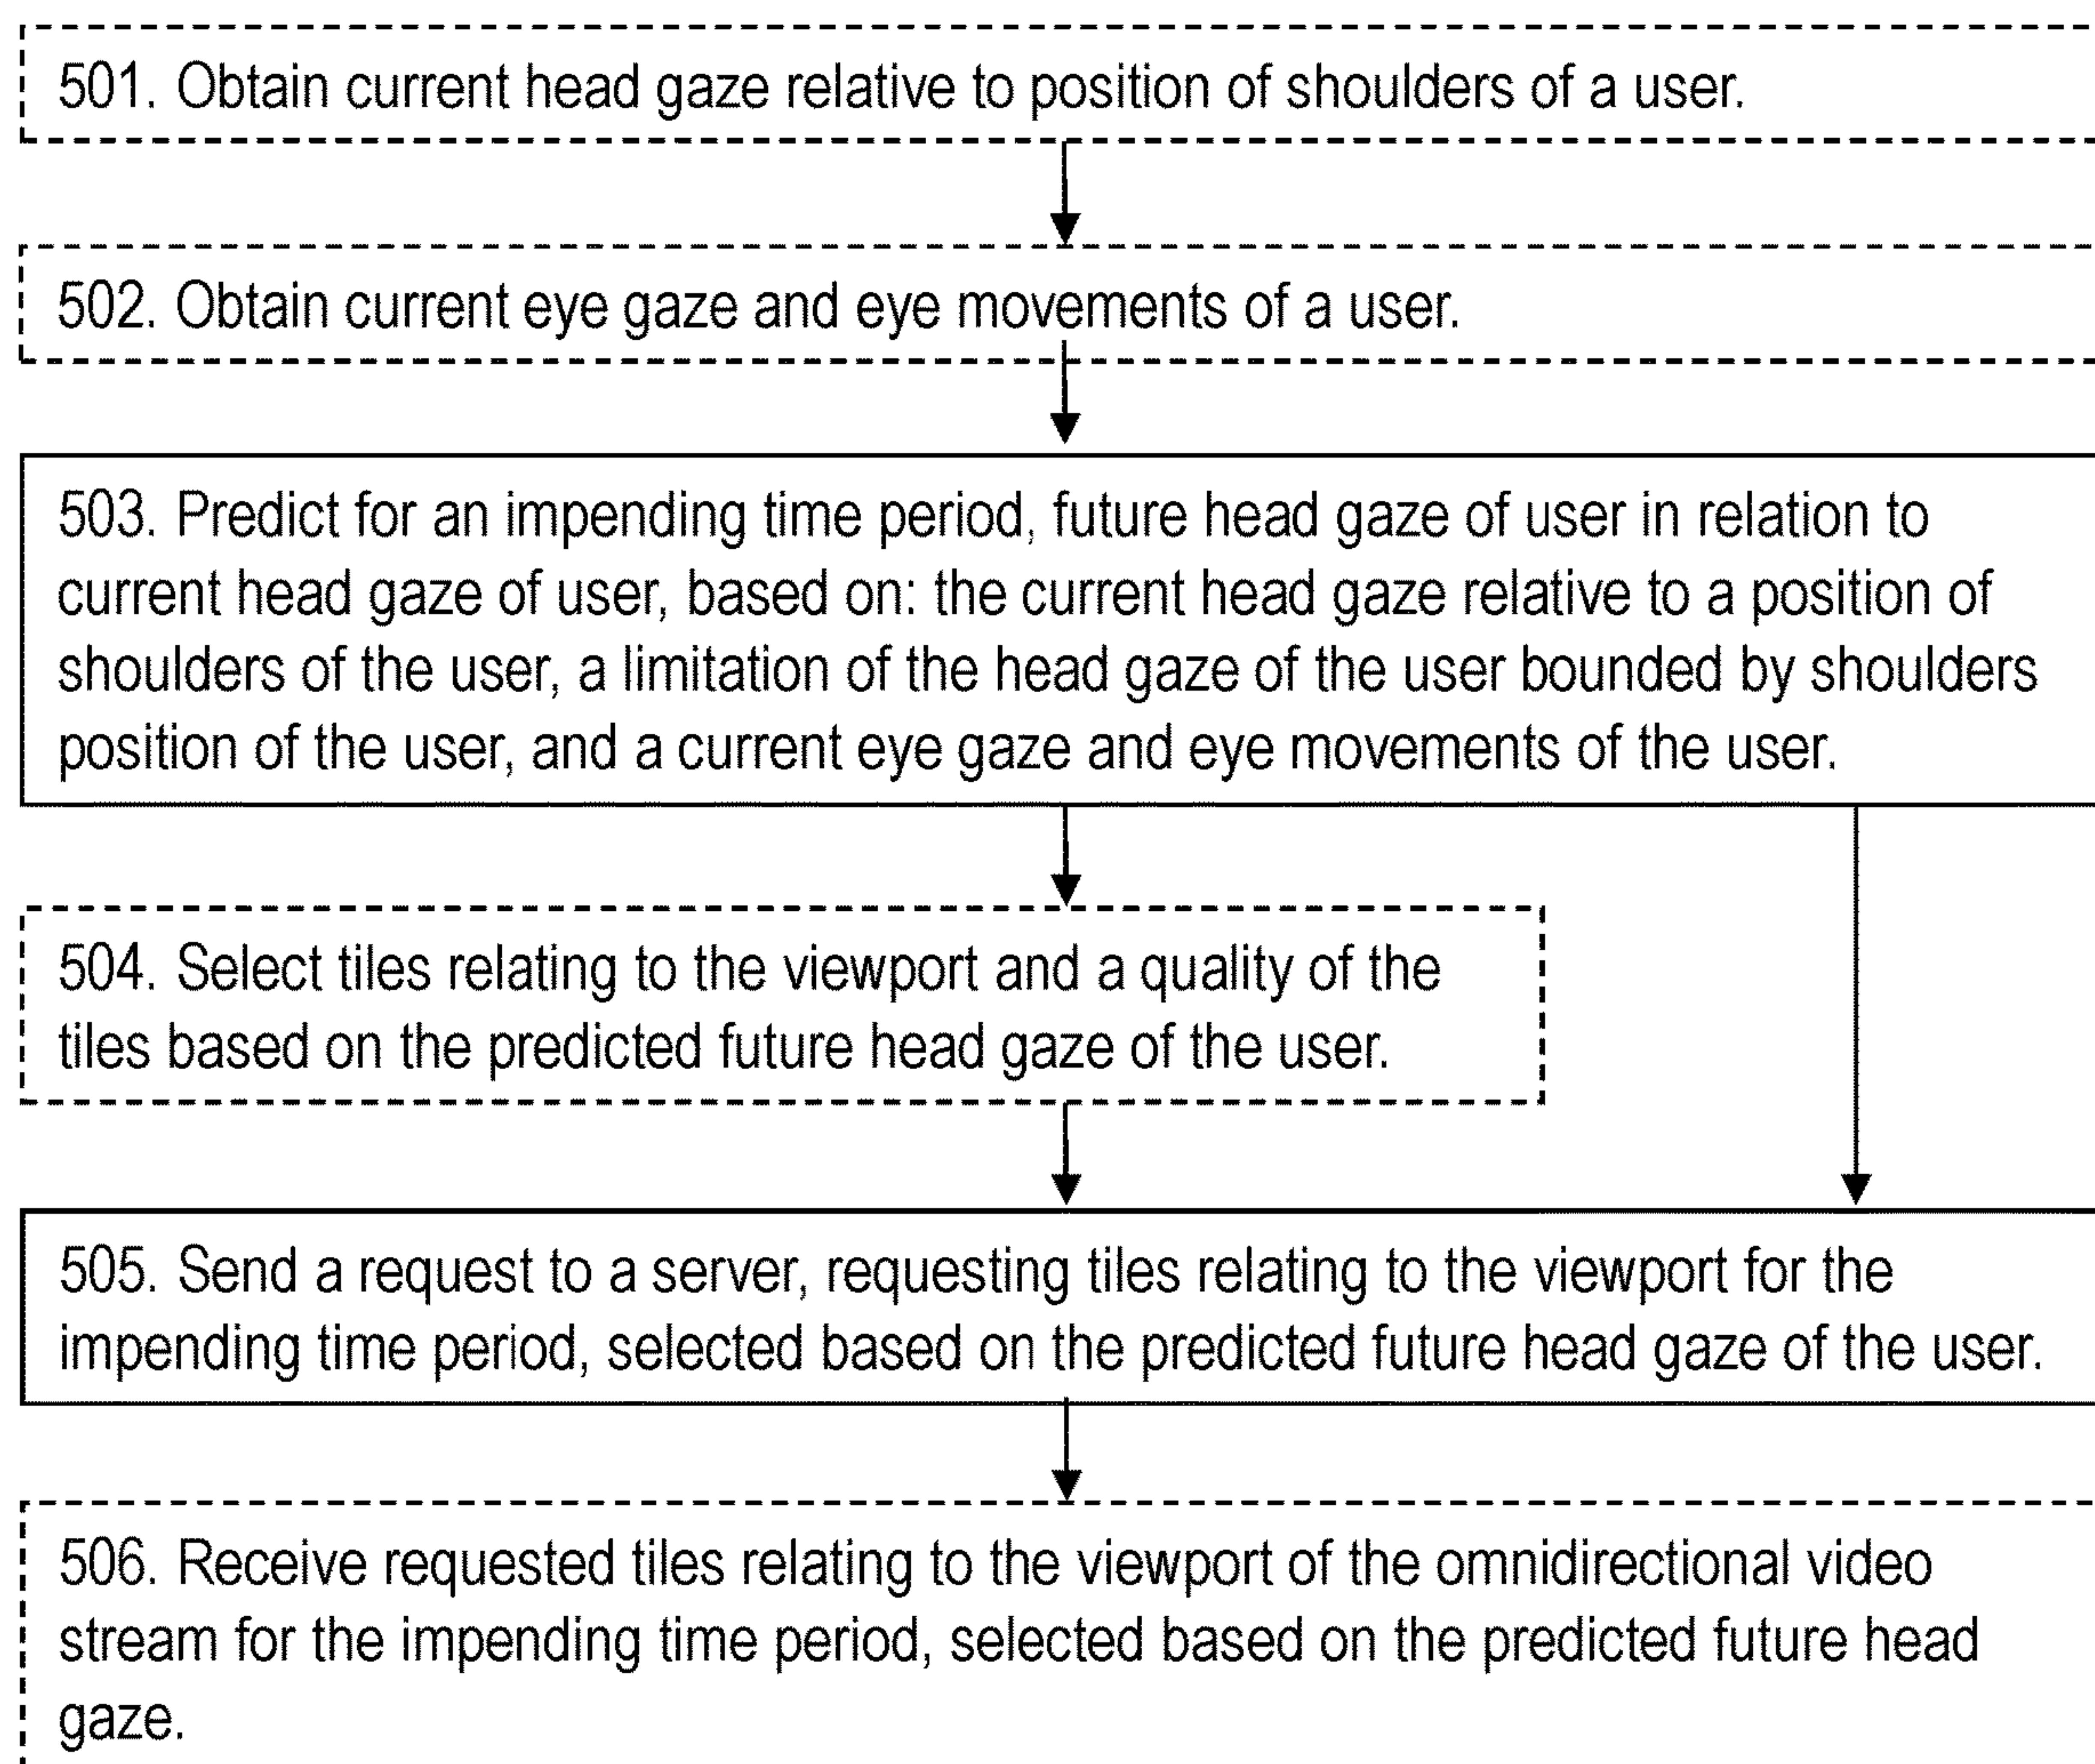 501. Obtain current head gaze relative to position of shoulders of a user.
502. Obtain current eye gaze and eye movements of a user.
503. Predict for an impending time period, future head gaze of user in relation to
current head gaze of user, based on: the current head gaze relative to a position of
shoulders of the user, a limitation of the head gaze of the user bounded by shoulders
position of the user, and a current eye gaze and eye movements of the user.
504. Select tiles relating to the viewport and a quality of the
tiles based on the predicted future head gaze of the user.
505. Send a request to a server, requesting tiles relating to the viewport for the
impending time period, selected based on the predicted future head gaze of the user.
506. Receive requested tiles relating to the viewport of the omnidirectional video
stream for the impending time period, selected based on the predicted future head
gaze.